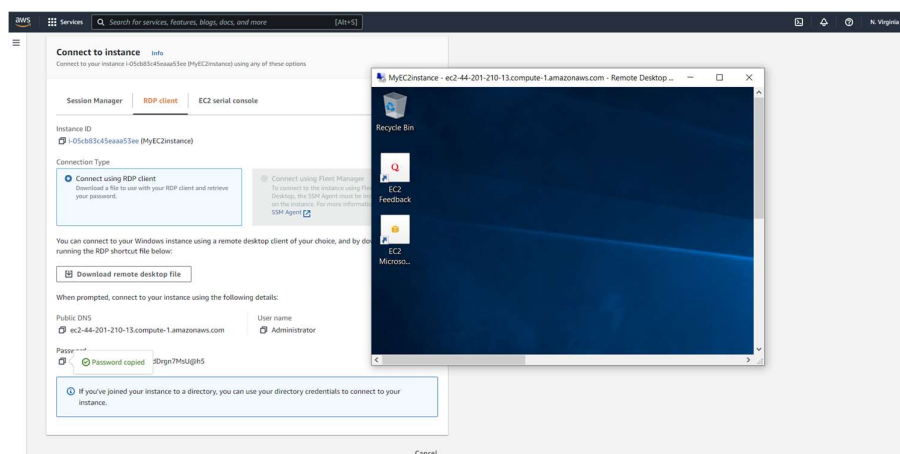 aws
Services
Search for services, features, blogs, docs, and more
[Alt+S]
N. Virginia
Connect to instance Info
Connect to your instance i-05cb83c45eaaa53ee (MyEC2instance) using any of these options
Session Manager
RDP client
EC2 serial console
Instance ID
i-05cb83c45eaaa53ee (MyEC2instance)
Connection Type
Connect using RDP client
Download a file to use with your RDP client and retrieve
your password.
Connect using Fleet Manager
To connect to the instance using
Desktop, the SSM Agent must be
on the instance. For more
SSM Agent
You can connect to your Windows instance using a remote desktop client of your choice, and by
running the RDP shortcut file below:
Download remote desktop file
When prompted, connect to your instance using the following details:
Public DNS
ec2-44-201-210-13.compute-1.amazonaws.com
User name
Administrator
Password copied
dDrgn7MsU@h5
If you've joined your instance to a directory, you can use your directory credentials to connect to your
instance.
Cancel
MyEC2instance - ec2-44-201-210-13.compute-1.amazonaws.com - Remote Desktop ...
Recycle Bin
EC2
Feedback
EC2
Microso...